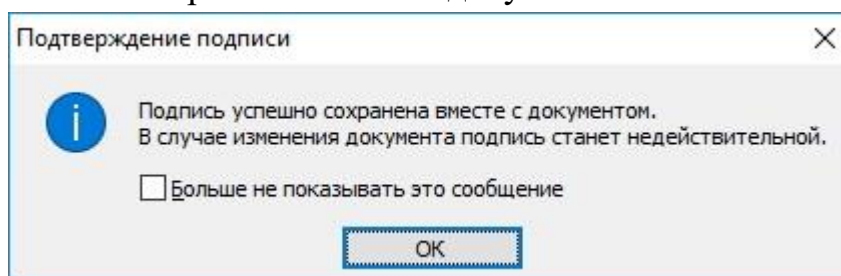 Подтверждение подписи
Подпись успешно сохранена вместе с документом.
В случае изменения документа подпись станет недействительной.
Больше не показывать это сообщение
ОК